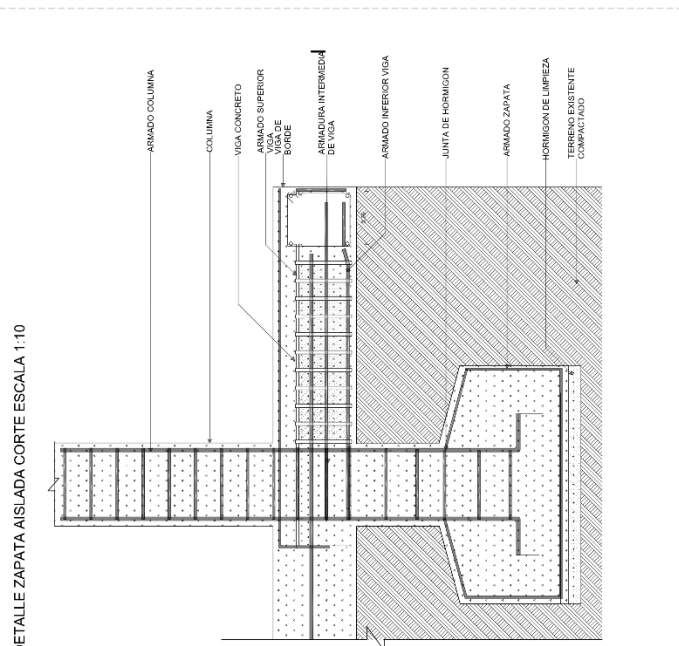 ARMADO COLUMNA
COLUMNA
VIGA CONCRETO
ARMADO SUPERIOR
VIGA
VIGA DE
BORDE
ARMADURA INTERMEDIA
DE VIGA
ARMADO INFERIOR VIGA
JUNTA DE HORMIGON
ARMADO ZAPATA
HORMIGON DE LIMPIEZA
TERRENO EXISTENTE
COMPACTADO
DETALLE ZAPATA AISLADA CORTE ESCALA 1:10